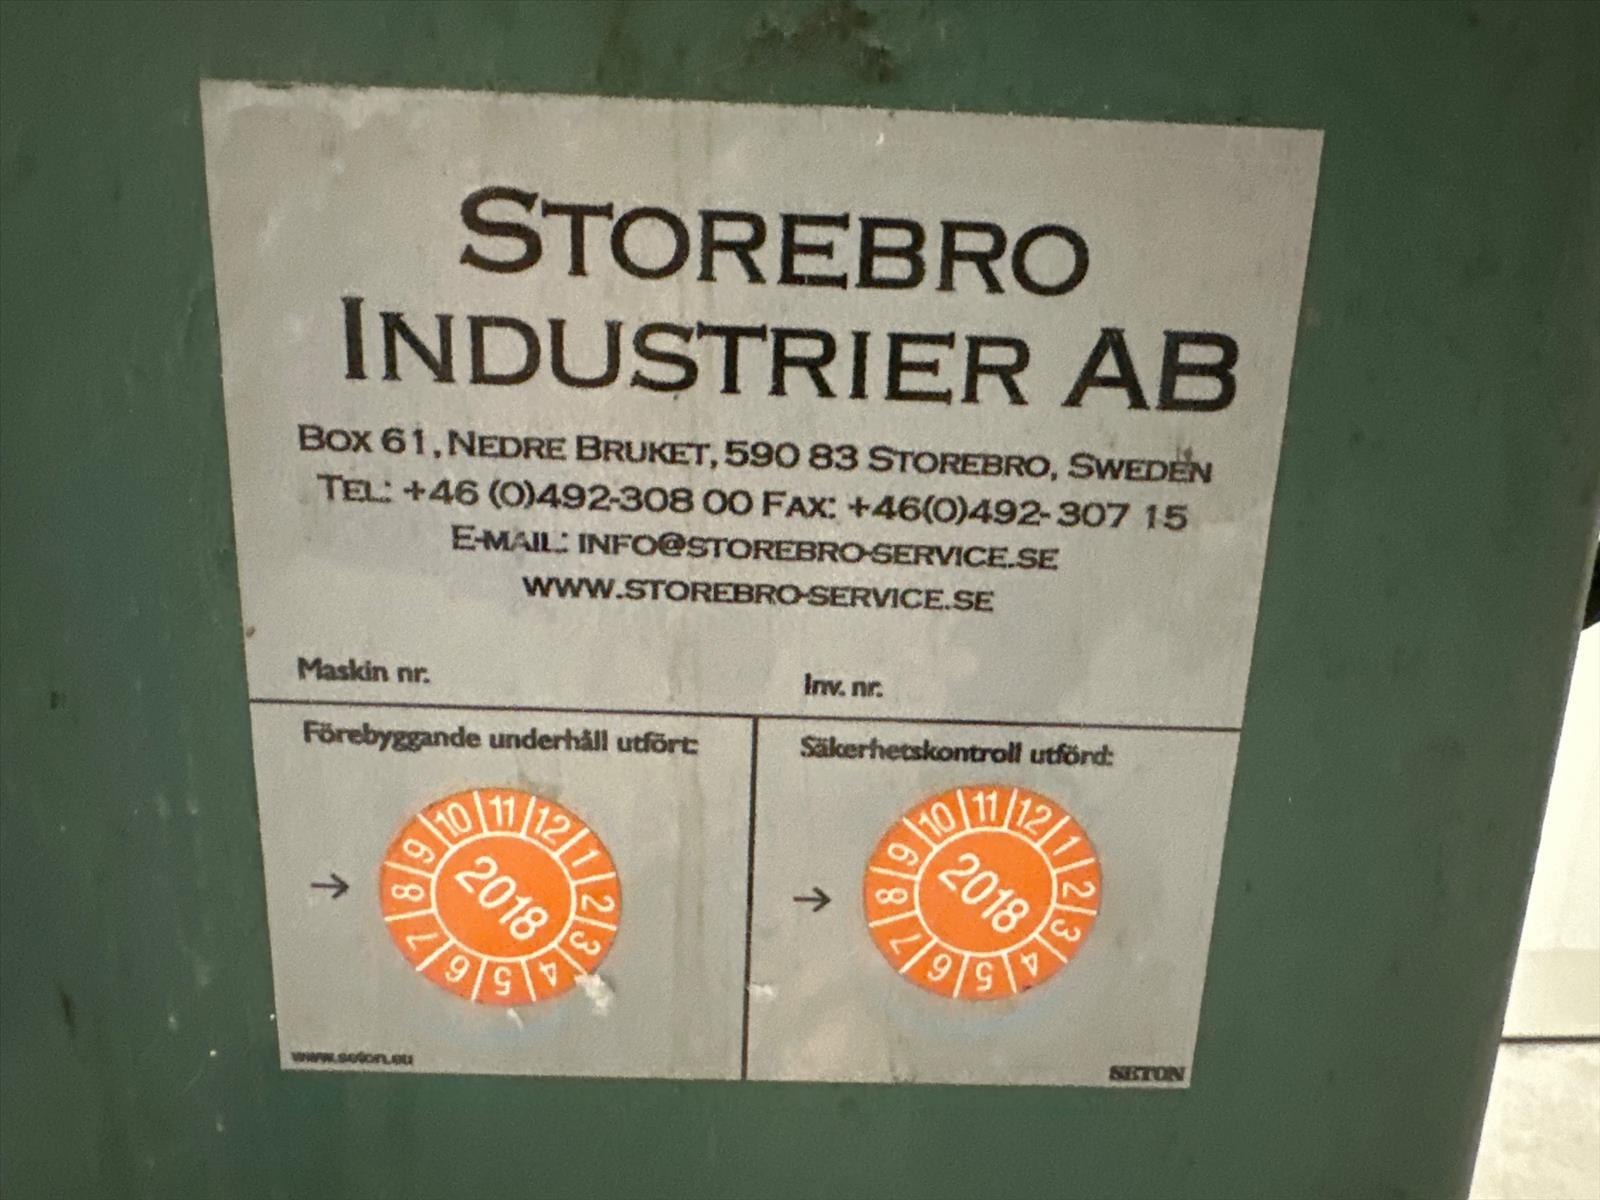 STOREBRO
INDUSTRIER AB
BOX 61, NEDRE BRUKET, 590 83 STOREBRO, SWEDEN
TEL: +46 (0)492-308 00 FAX: +46(0)492-307 15
E-MAIL: INFO@STOREBRO-SERVICE.SE
WWW.STOREBRO-SERVICE.SE
Maskin nr. Inv. nr.
Förebyggande underhåll utfört: Säkerhetskontroll utförd:
→ 2018 1 2 3 4 5 6 7 8 9 10 11 12
→ 2018 1 2 3 4 5 6 7 8 9 10 11 12
www.seton.eu SETON